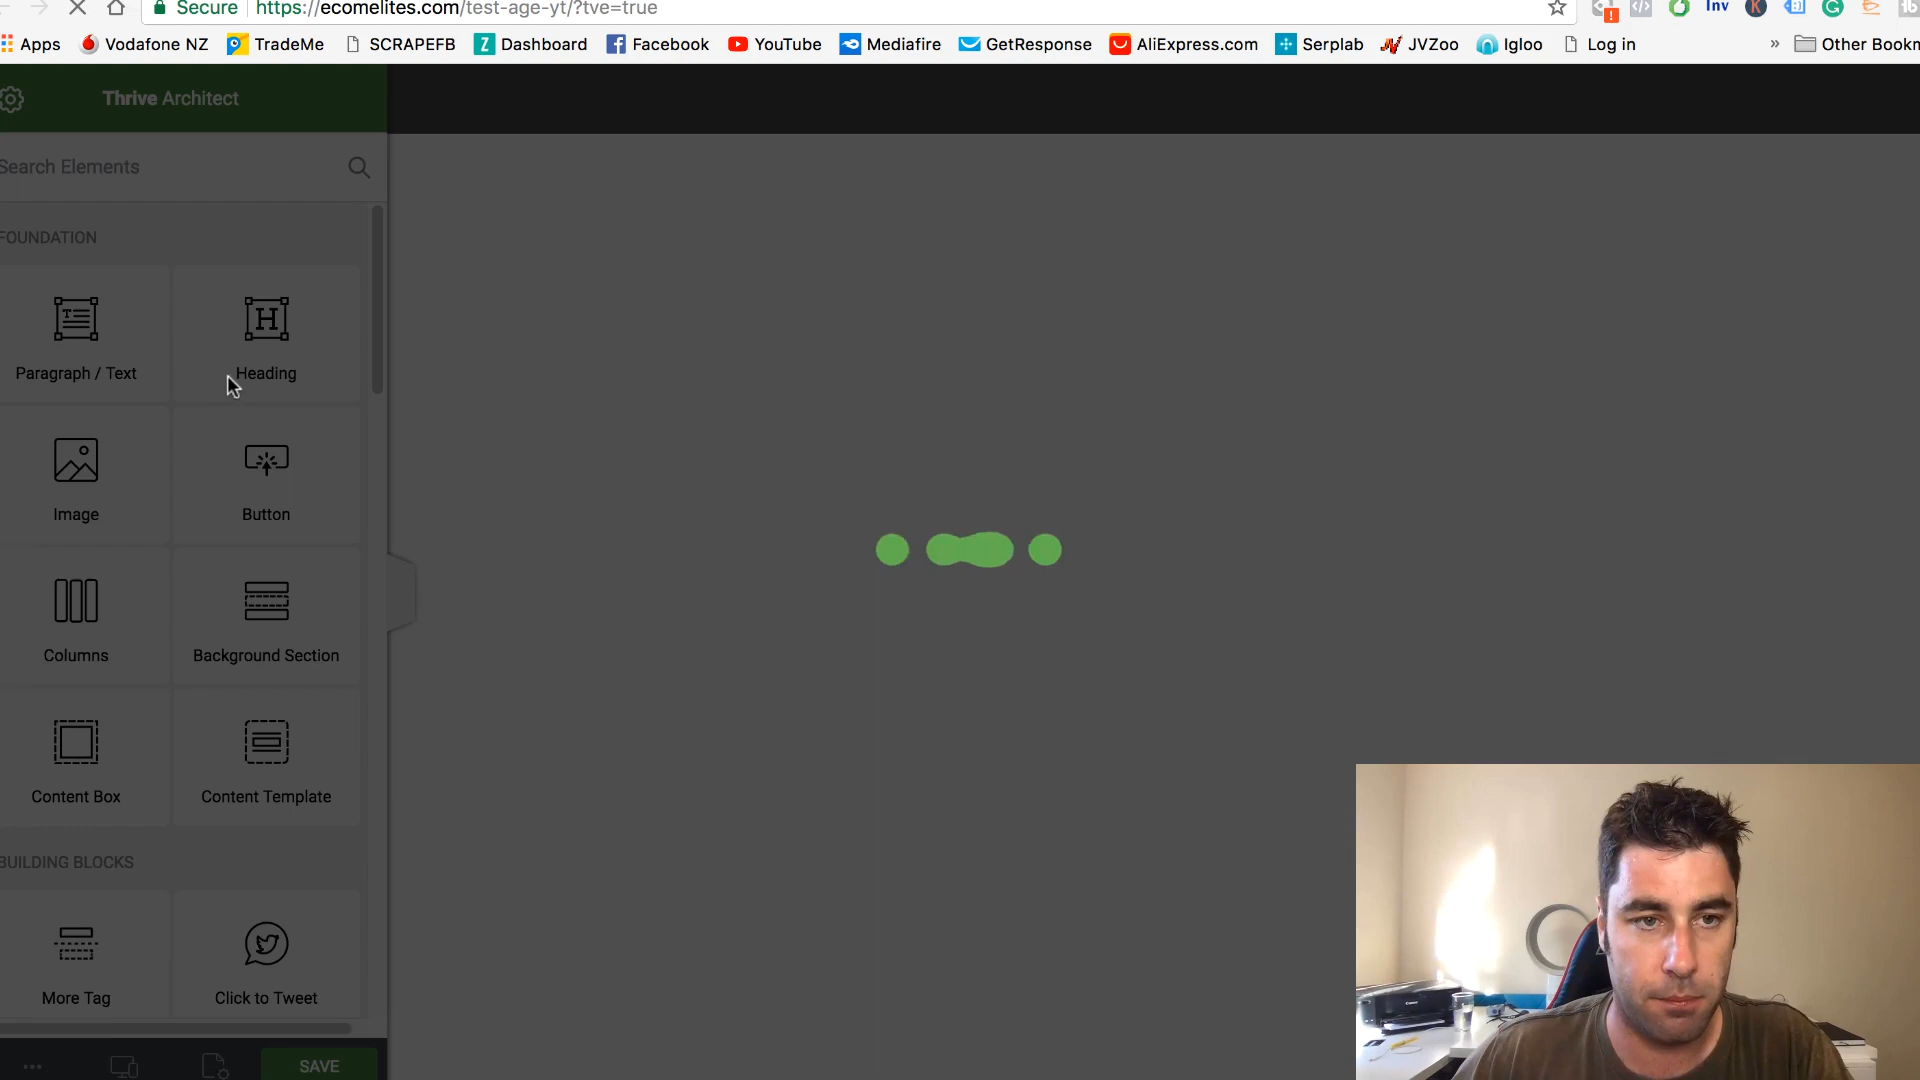 Secure https://ecomelites.com/test-age-yt/?tve=true
Inv
Apps Vodafone NZ TradeMe SCRAPEFB Dashboard Facebook YouTube Mediafire GetResponse AliExpress.com Serplab JVZoo Igloo Log in » Other Bookm
Thrive Architect
Search Elements
FOUNDATION
Paragraph / Text Heading
Image Button
Columns Background Section
Content Box Content Template
BUILDING BLOCKS
More Tag Click to Tweet
SAVE